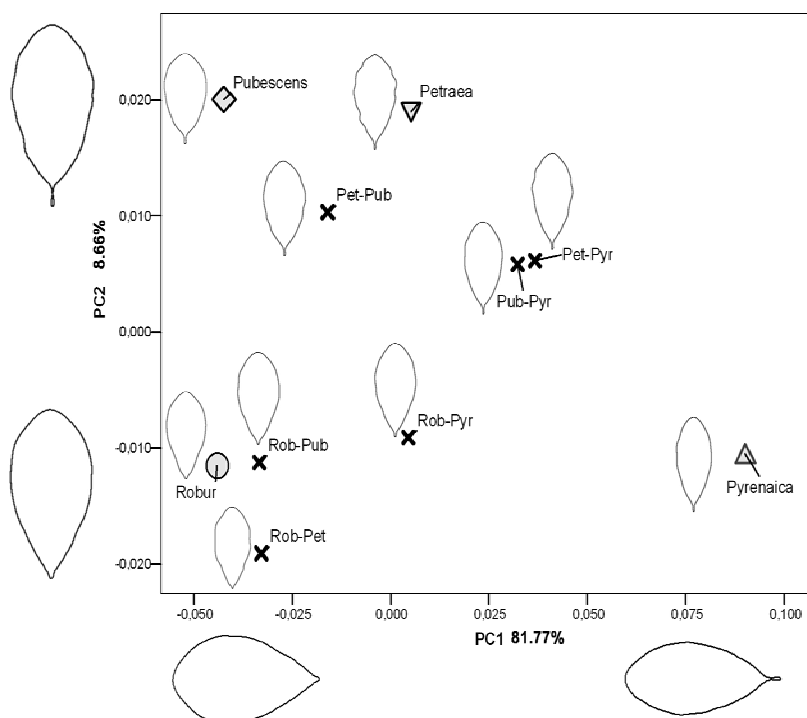 Pubescens
Petraea
0,020
Pet-Pub
0,010
Pet-Pyr
Pub-Pyr
PC2 8.66%
0,000
Rob-Pyr
Rob-Pub
-0,010
Robur
Pyrenaica
Rob-Pet
-0,020
-0,050 -0,025 0,000 0,025 0,050 0,075 0,100
PC1 81.77%